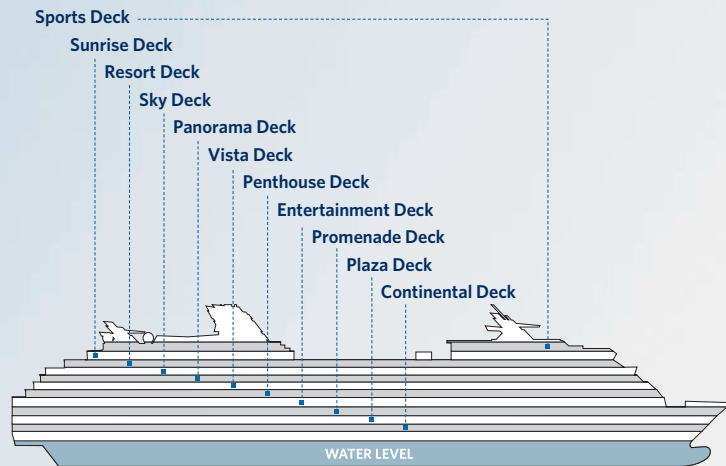 Sports Deck
Sunrise Deck
Resort Deck
Sky Deck
Panorama Deck
Vista Deck
Penthouse Deck
Entertainment Deck
Promenade Deck
Plaza Deck
Continental Deck
WATER LEVEL